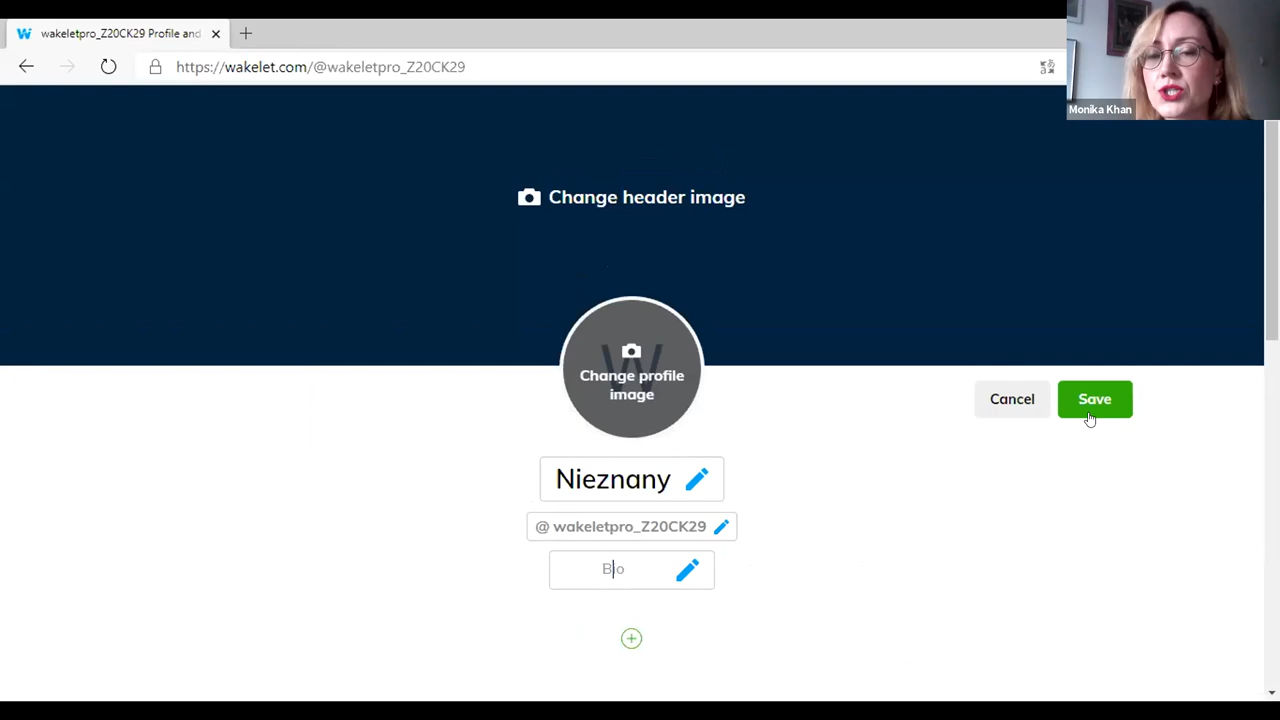 wakeletpro_Z20CK29 Profile and
https://wakelet.com/@wakeletpro_Z20CK29
Monika Khan
Change header image
W
Change profile
image
Cancel
Save
Nieznany
@ wakeletpro_Z20CK29
Bio